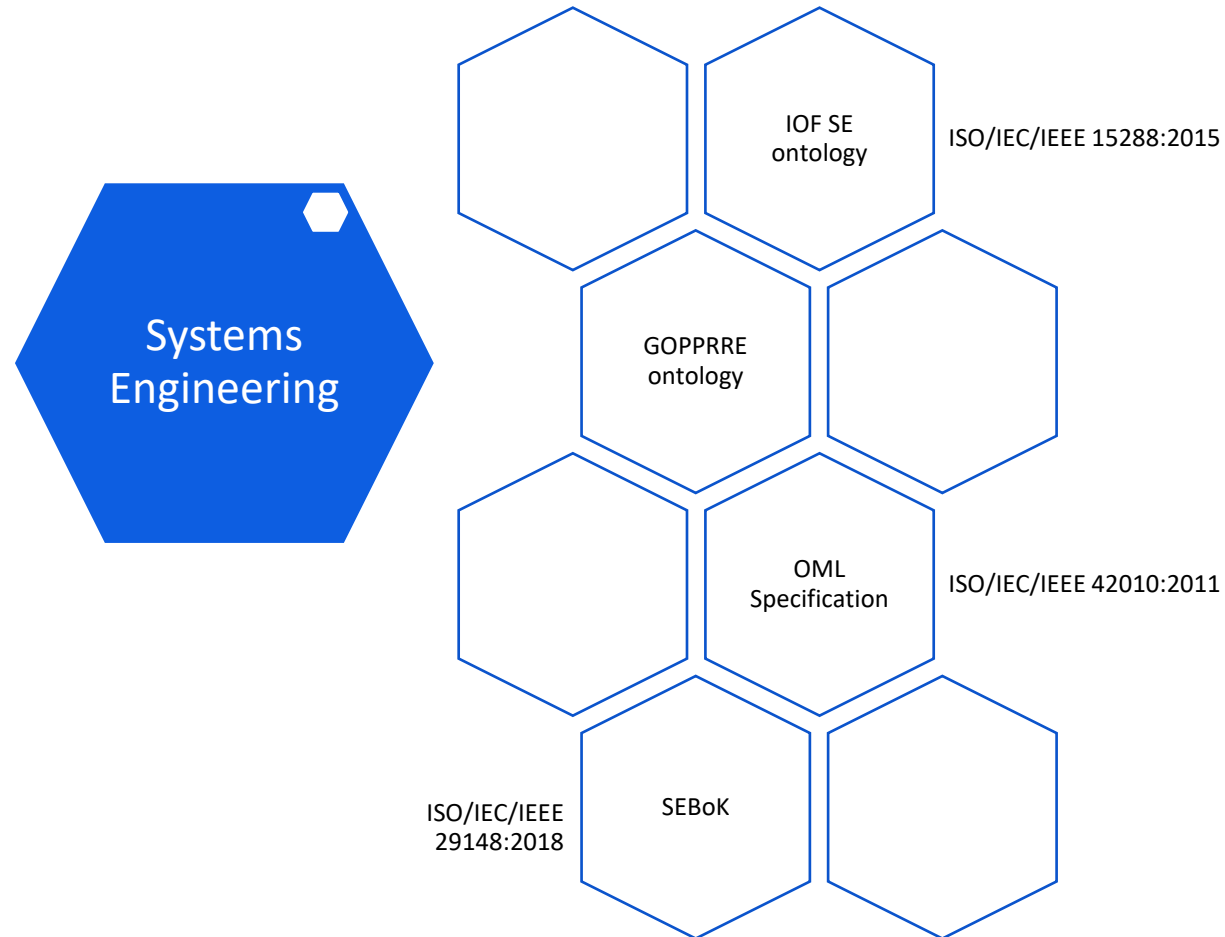 Systems
Engineering
IOF SE
ontology
ISO/IEC/IEEE 15288:2015
GOPPRRE
ontology
OML
Specification
ISO/IEC/IEEE 42010:2011
ISO/IEC/IEEE
29148:2018
SEBoK